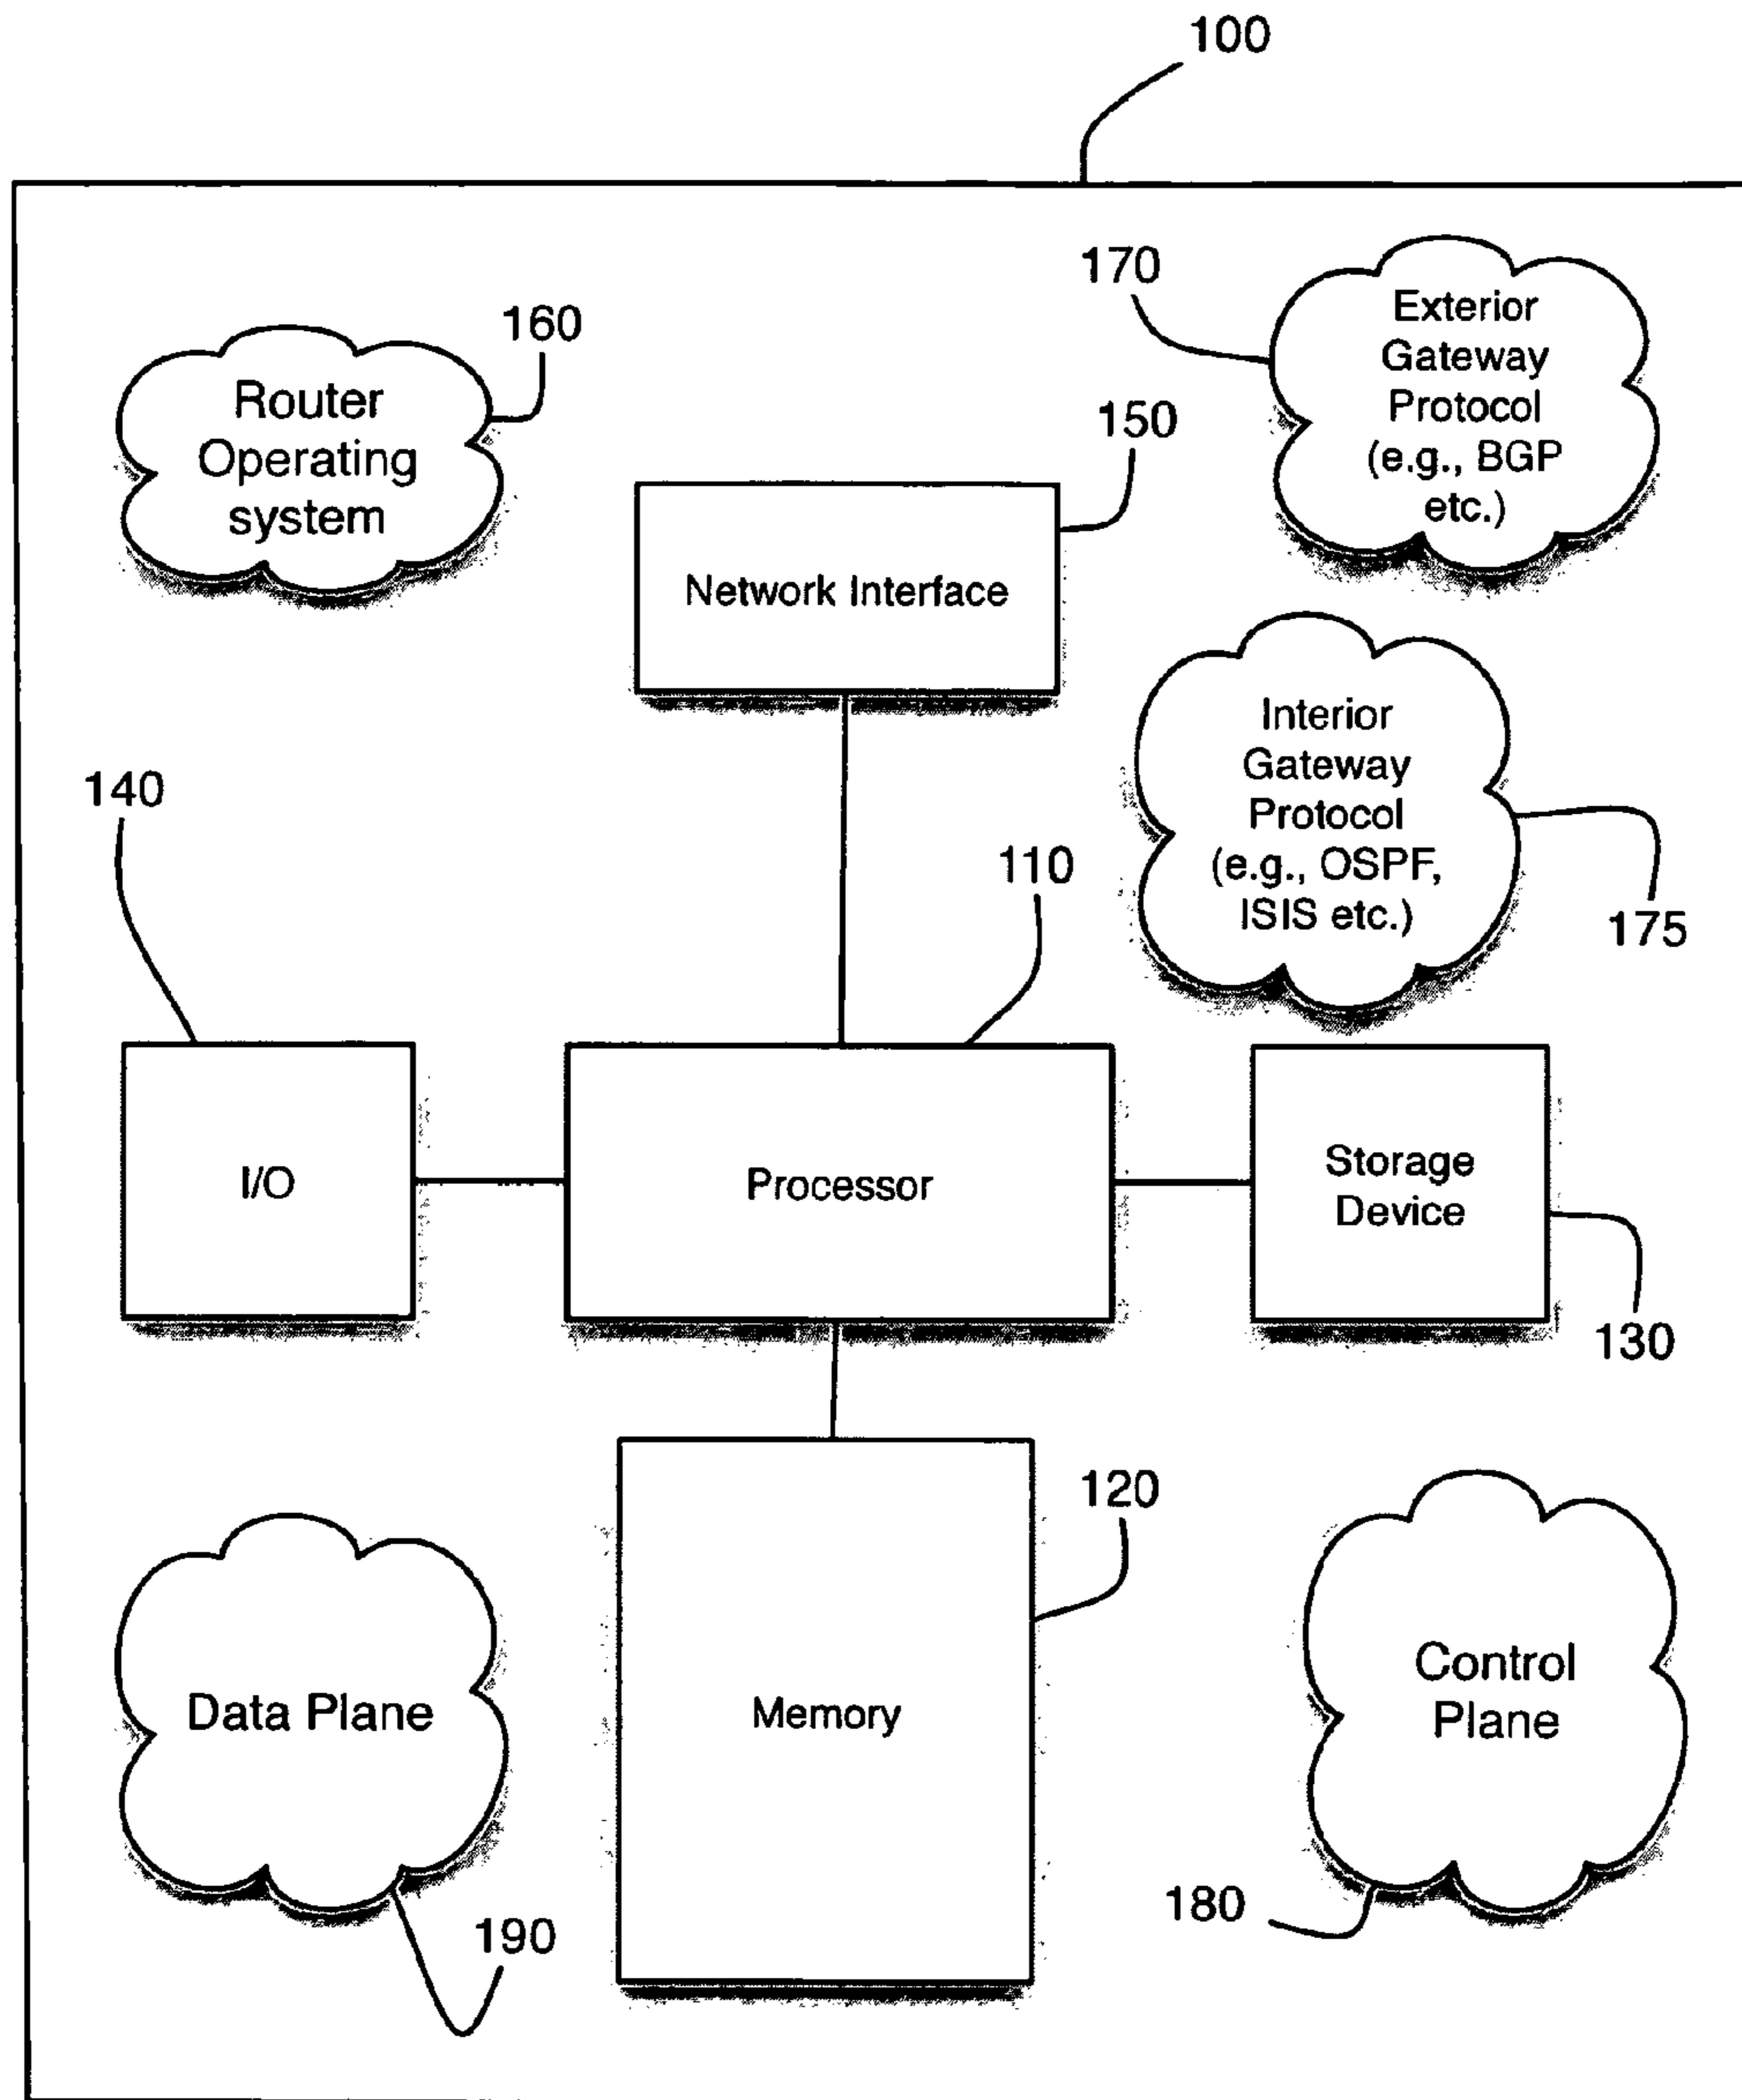 100
170
Exterior
Gateway
Protocol
(e.g., BGP
etc.)
160
Router
Operating
system
150
Network Interface
Interior
Gateway
Protocol
(e.g., OSPF,
ISIS etc.)
175
140
110
I/O
Processor
Storage
Device
130
120
Data Plane
Memory
Control
Plane
190
180